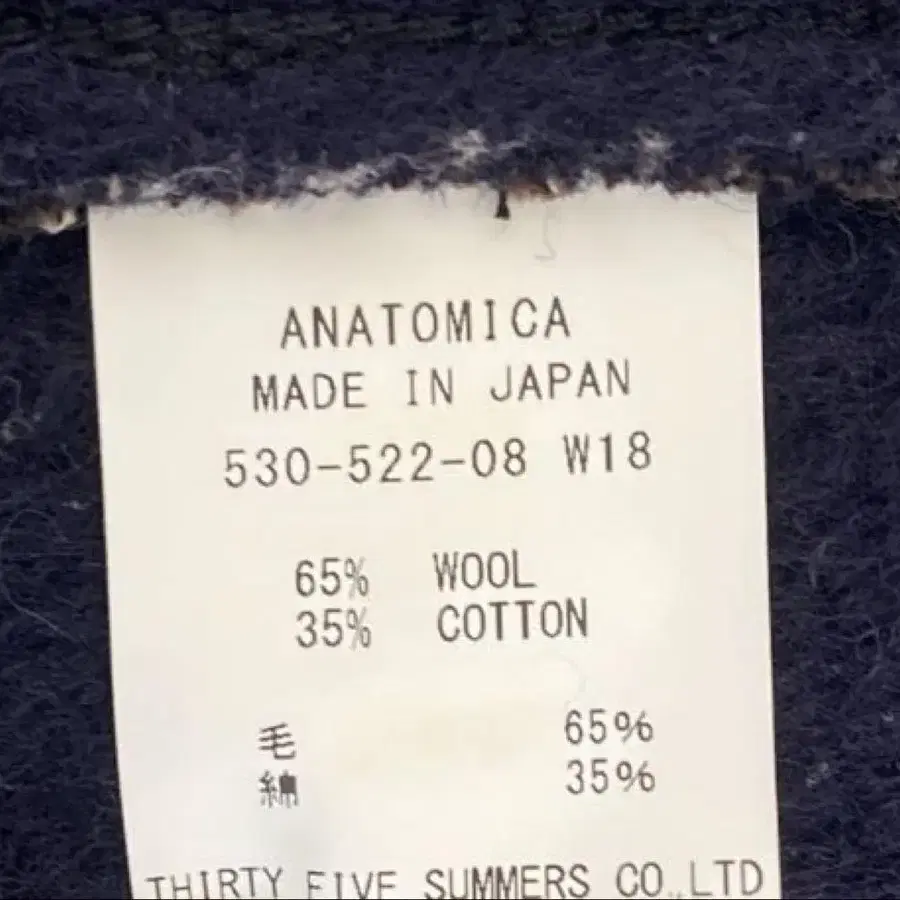 ANATOMICA
MADE IN JAPAN
530-522-08 W18
65% WOOL
35% COTTON
毛 65%
綿 35%
THIRTY FIVE SUMMERS CO.,LTD